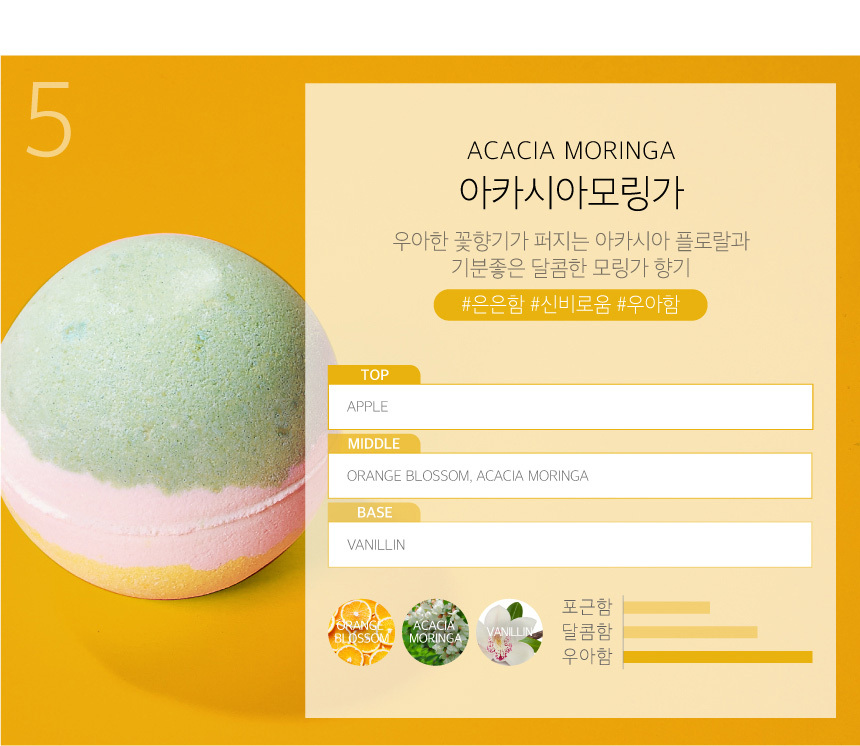 5
ACACIA MORINGA
아카시아모링가
우아한 꽃향기가 퍼지는 아카시아 플로랄과
기분좋은 달콤한 모링가 향기
#은은함 #신비로움 #우아함
TOP
APPLE
MIDDLE
ORANGE BLOSSOM, ACACIA MORINGA
BASE
VANILLIN
ORANGE
BLOSSOM
ACACIA
MORINGA
VANILLIN
포근함
달콤함
우아함